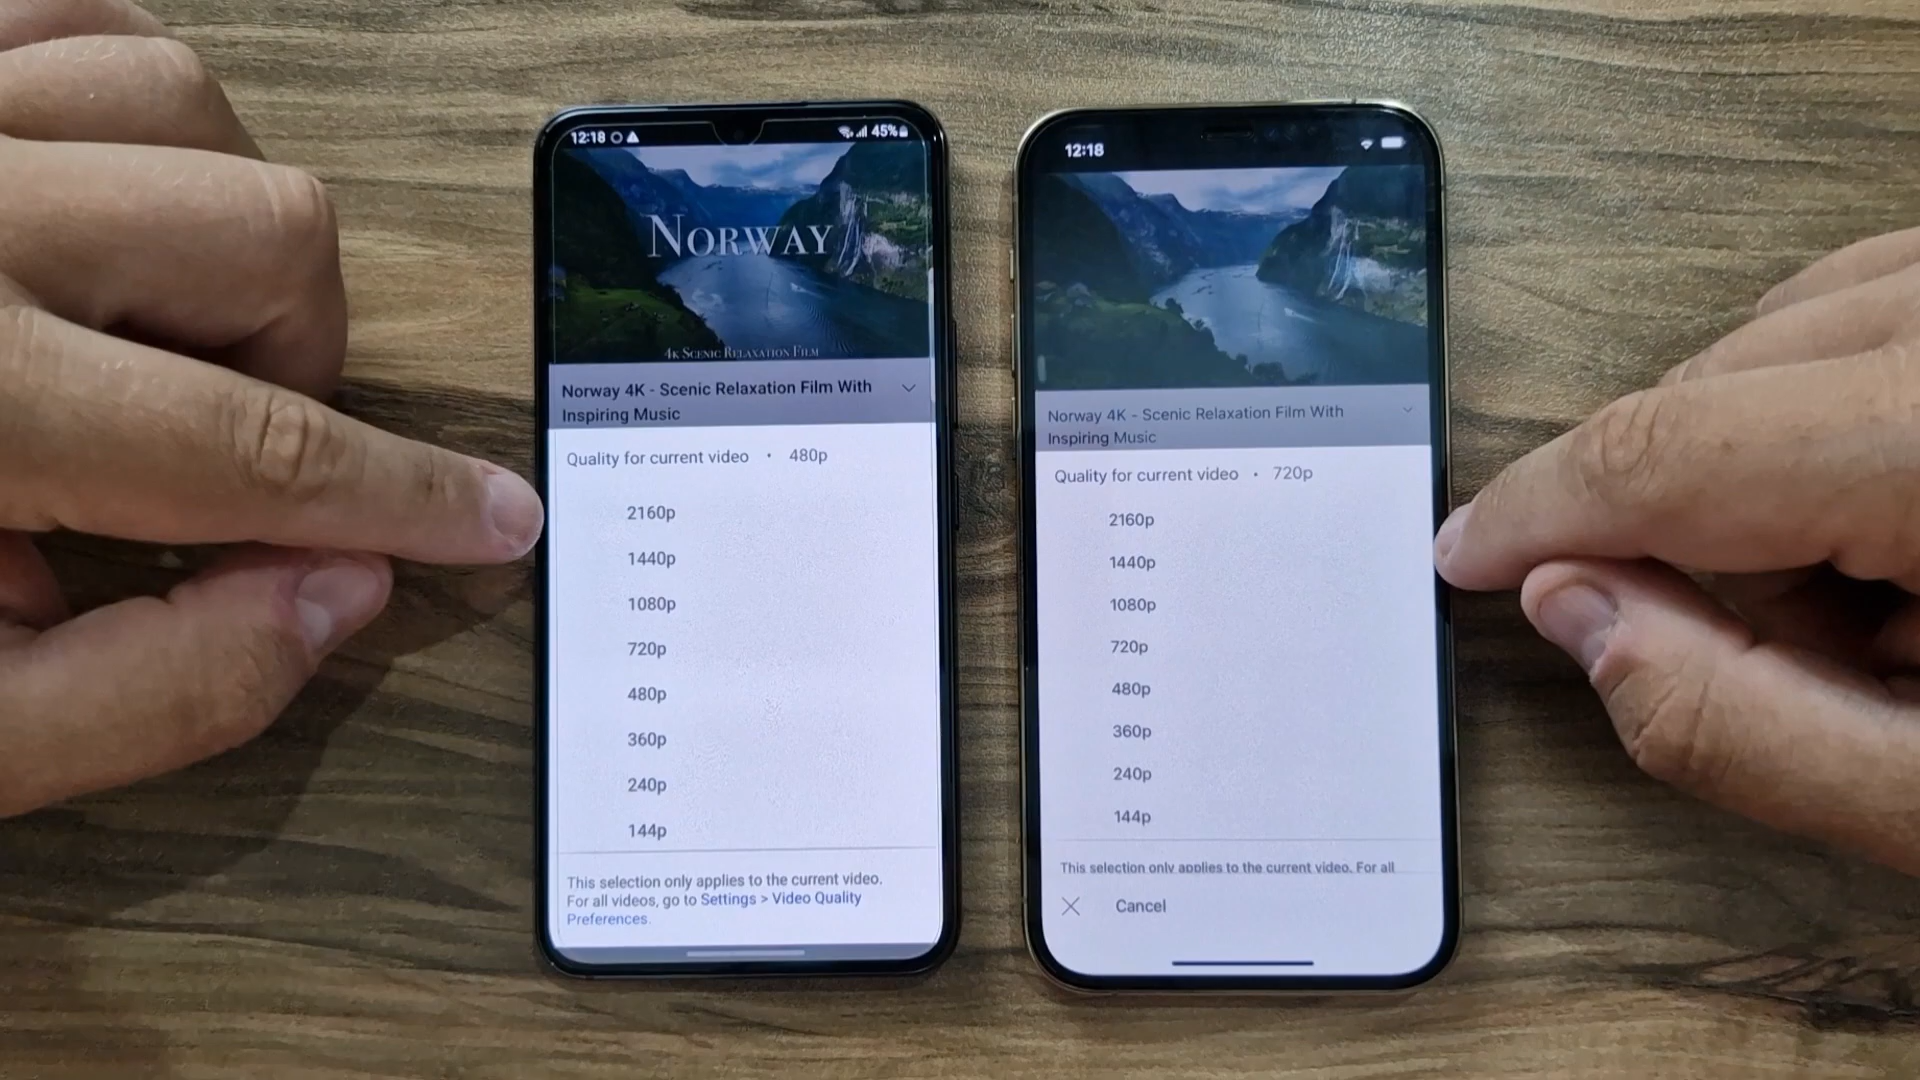 12:18
45%
NORWAY
4K SCENIC RELAXATION FILM
Norway 4K - Scenic Relaxation Film With
Inspiring Music
Quality for current video • 480p
2160p
1440p
1080p
720p
480p
360p
240p
144p
This selection only applies to the current video.
For all videos, go to Settings > Video Quality
Preferences.
12:18
Norway 4K - Scenic Relaxation Film With
Inspiring Music
Quality for current video • 720p
2160p
1440p
1080p
720p
480p
360p
240p
144p
This selection only applies to the current video. For all
Cancel